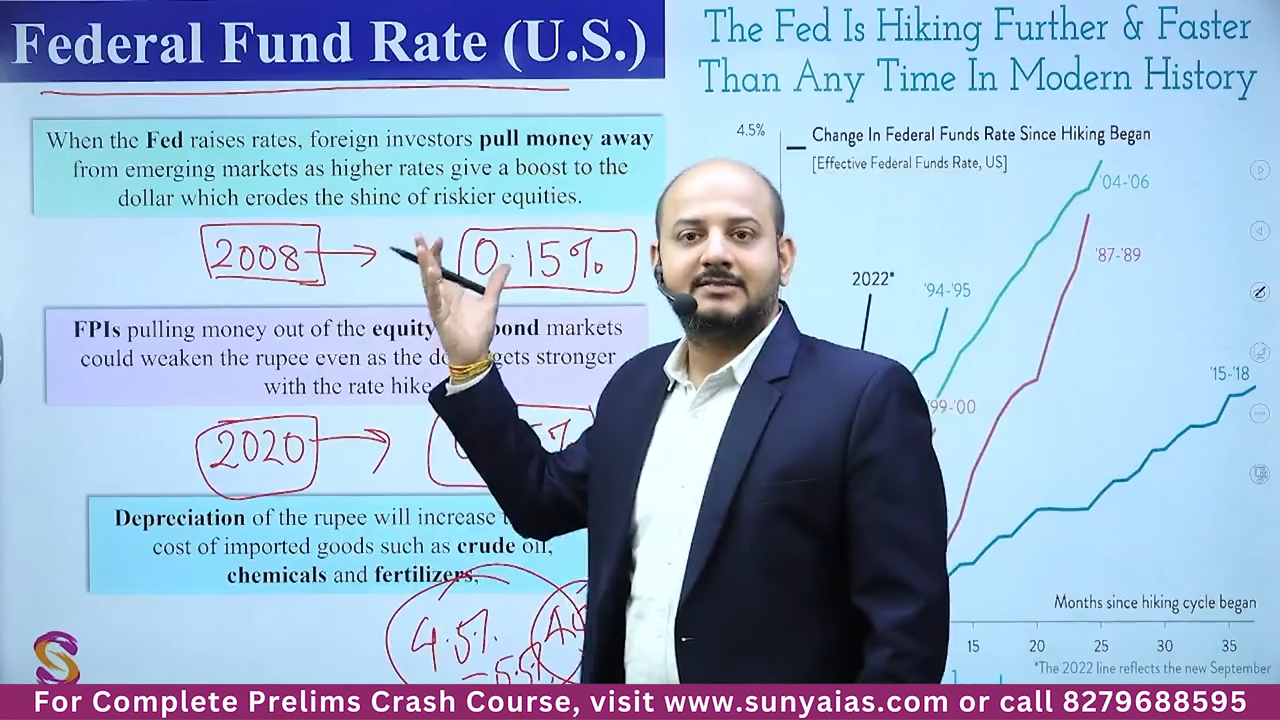 Federal Fund Rate (U.S.)
When the Fed raises rates, foreign investors pull money away
from emerging markets as higher rates give a boost to the
dollar which erodes the shine of riskier equities.
2008 → 0.15%
FPIs pulling money out of the equity bond markets
could weaken the rupee even as the gets stronger
with the rate hike
2020 →
Depreciation of the rupee will increase
cost of imported goods such as crude oil,
chemicals and fertilizers,
4.5%
The Fed Is Hiking Further & Faster
Than Any Time In Modern History
4.5%
Change In Federal Funds Rate Since Hiking Began
[Effective Federal Funds Rate, US]
'04-'06
'87-'89
2022*
'94-'95
'15-'18
'99-'00
Months since hiking cycle began
15 20 25 30 35
*The 2022 line reflects the new September
For Complete Prelims Crash Course, visit www.sunyaias.com or call 8279688595